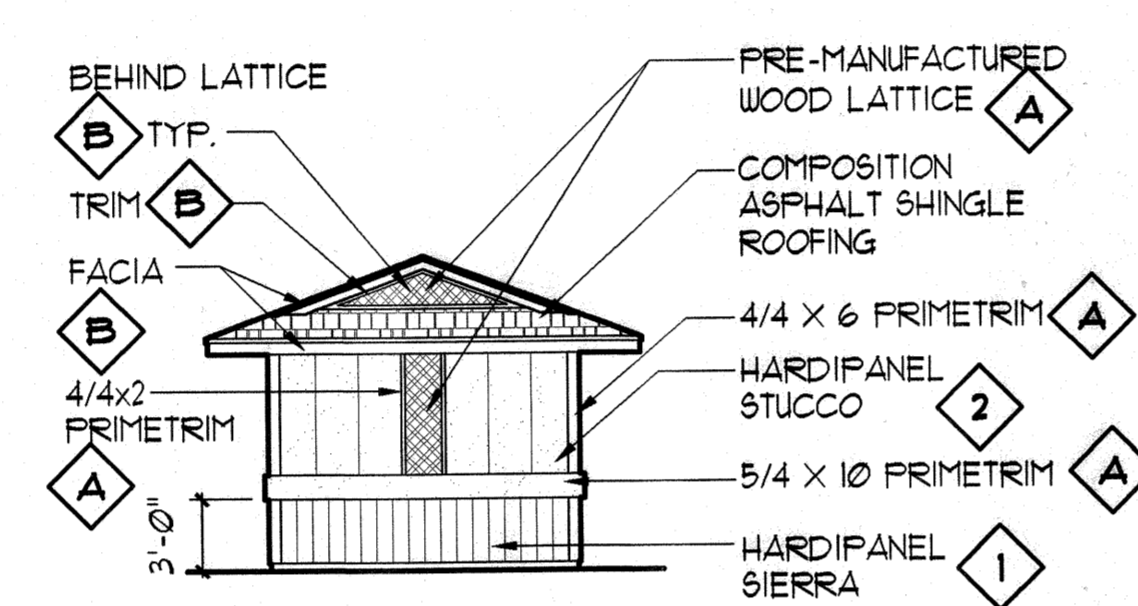 BEHIND LATTICE
B TYP.
TRIM B
FACIA
B
4/4x2
PRIMETRIM
A
3'-0"
PRE-MANUFACTURED
WOOD LATTICE A
COMPOSITION
ASPHALT SHINGLE
ROOFING
4/4 X 6 PRIMETRIM A
HARDIPANEL
STUCCO 2
5/4 X 10 PRIMETRIM A
HARDIPANEL
SIERRA 1